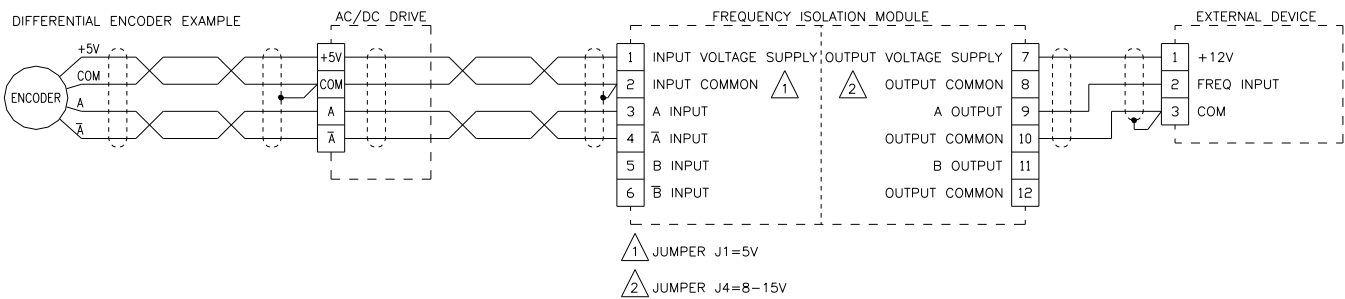 DIFFERENTIAL ENCODER EXAMPLE
AC/DC DRIVE
FREQUENCY ISOLATION MODULE
EXTERNAL DEVICE
ENCODER
+5V
COM
A
A̅
+5V
COM
A
A̅
1 INPUT VOLTAGE SUPPLY
2 INPUT COMMON
3 A INPUT
4 A̅ INPUT
5 B INPUT
6 B̅ INPUT
1
2
OUTPUT VOLTAGE SUPPLY 7
OUTPUT COMMON 8
A OUTPUT 9
OUTPUT COMMON 10
B OUTPUT 11
OUTPUT COMMON 12
1 +12V
2 FREQ INPUT
3 COM
1 JUMPER J1=5V
2 JUMPER J4=8-15V